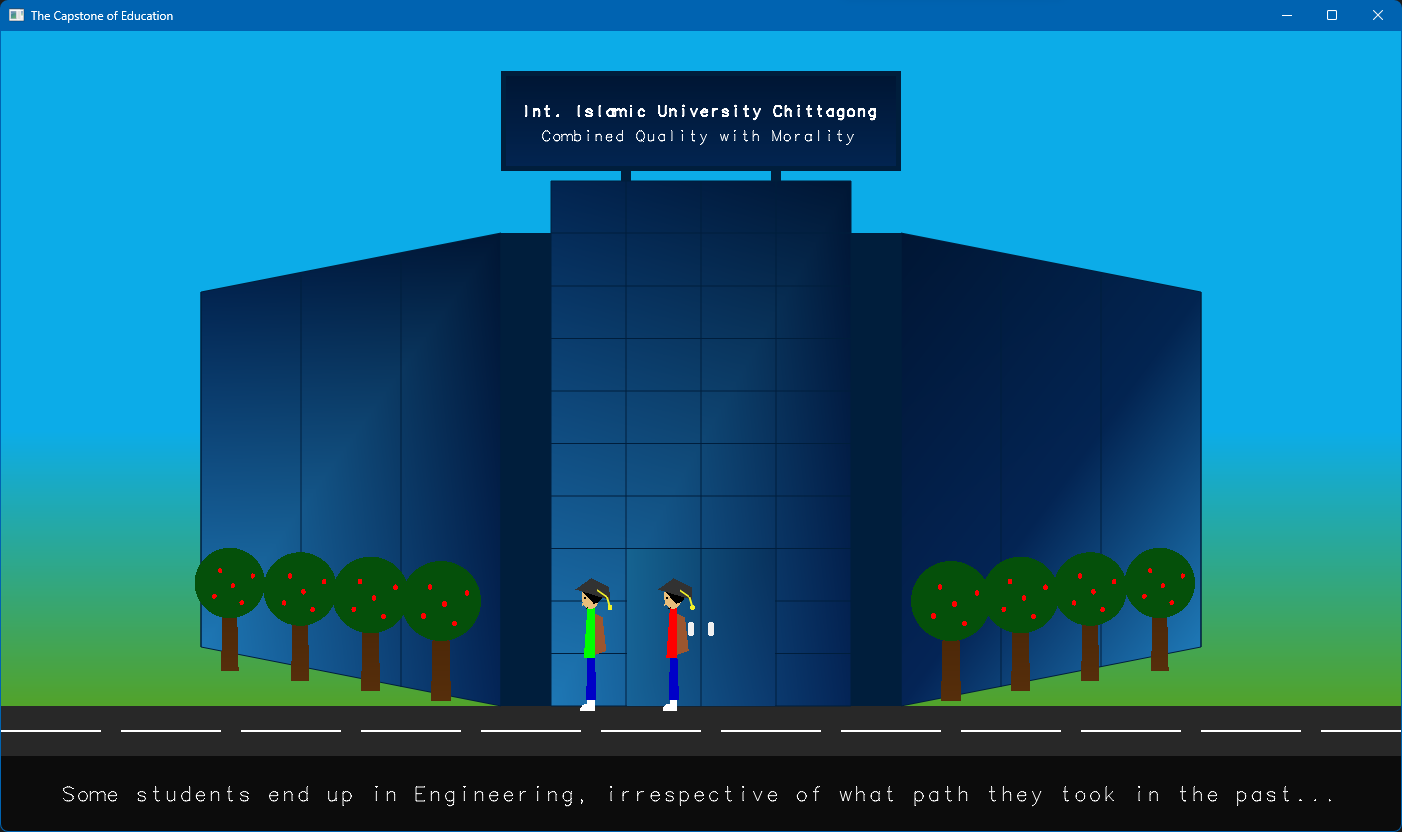 The Capstone of Education
Int. Islamic University Chittagong
Combined Quality with Morality
Some students end up in Engineering, irrespective of what path they took in the past...